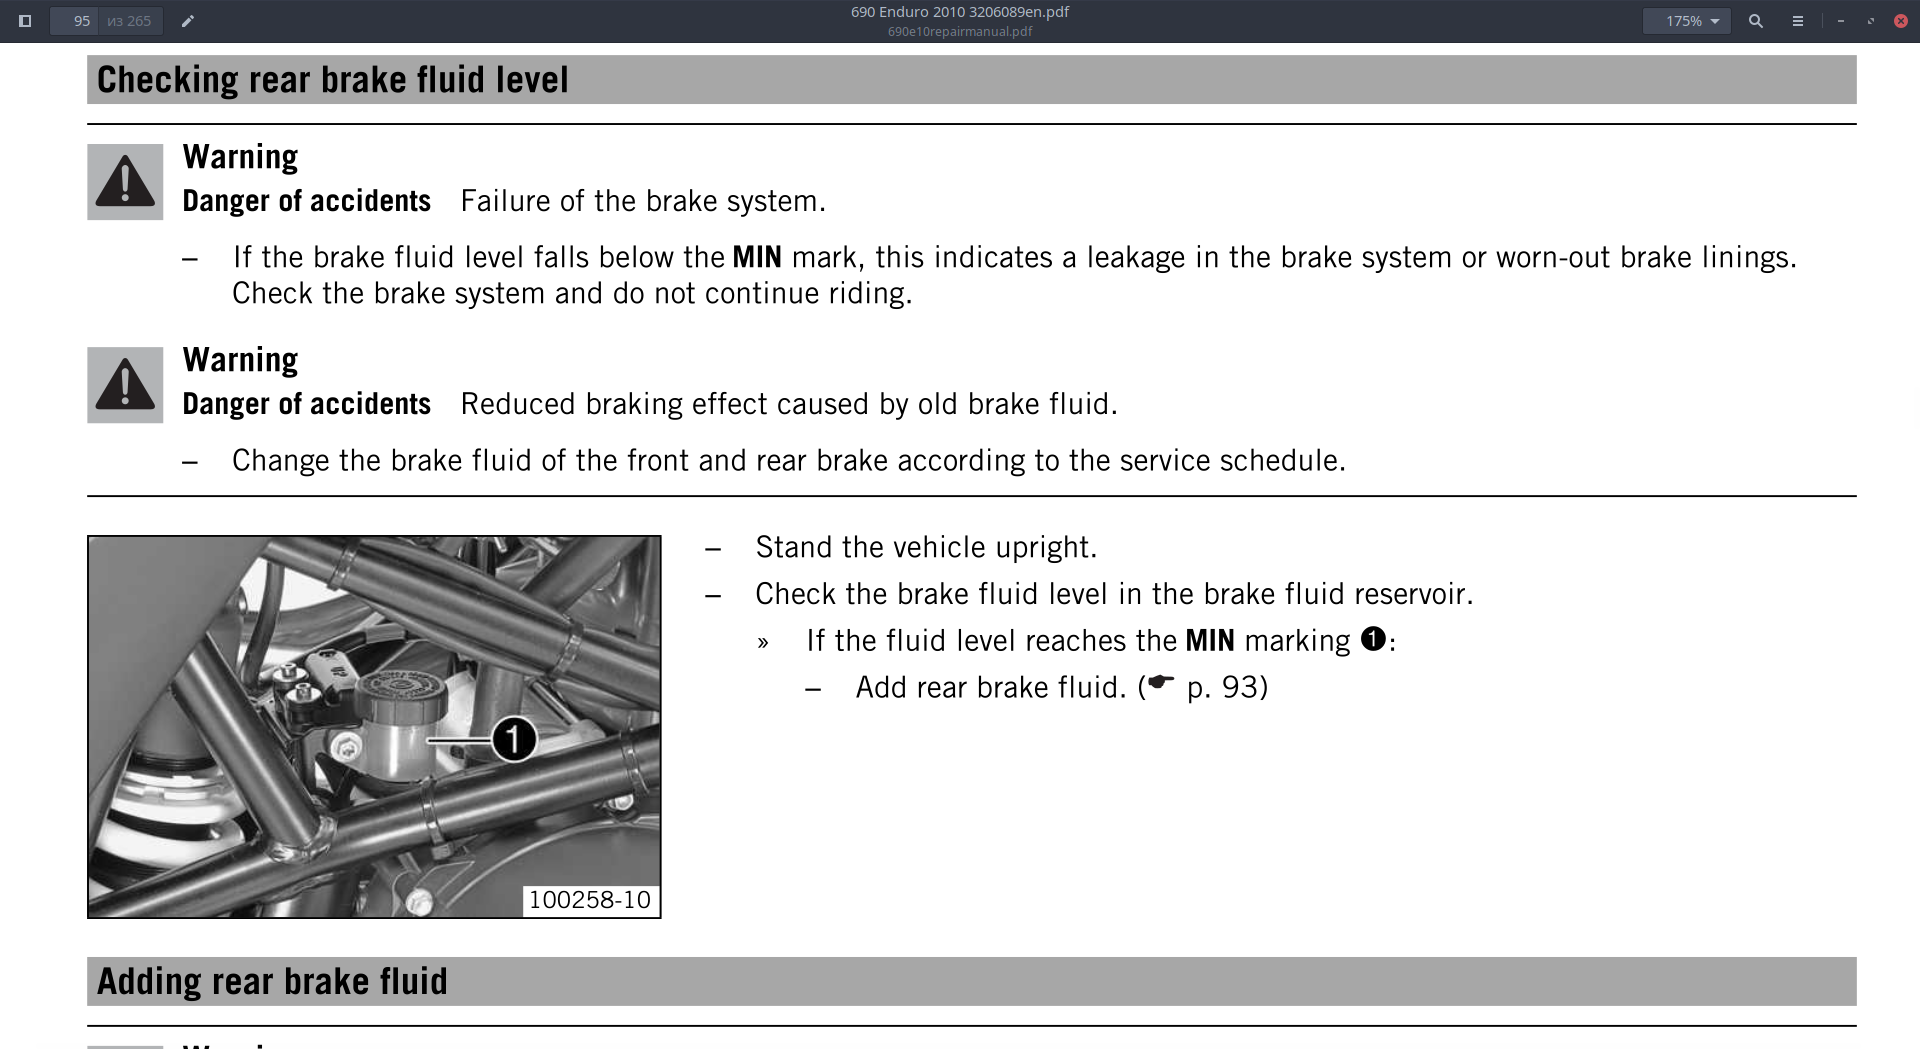 95 из 265
690 Enduro 2010 3206089en.pdf
690e10repairmanual.pdf
175%
Checking rear brake fluid level
Warning
Danger of accidents Failure of the brake system.
– If the brake fluid level falls below the MIN mark, this indicates a leakage in the brake system or worn-out brake linings.
Check the brake system and do not continue riding.
Warning
Danger of accidents Reduced braking effect caused by old brake fluid.
– Change the brake fluid of the front and rear brake according to the service schedule.
– Stand the vehicle upright.
– Check the brake fluid level in the brake fluid reservoir.
» If the fluid level reaches the MIN marking ❶:
– Add rear brake fluid. (☛ p. 93)
❶
100258-10
Adding rear brake fluid